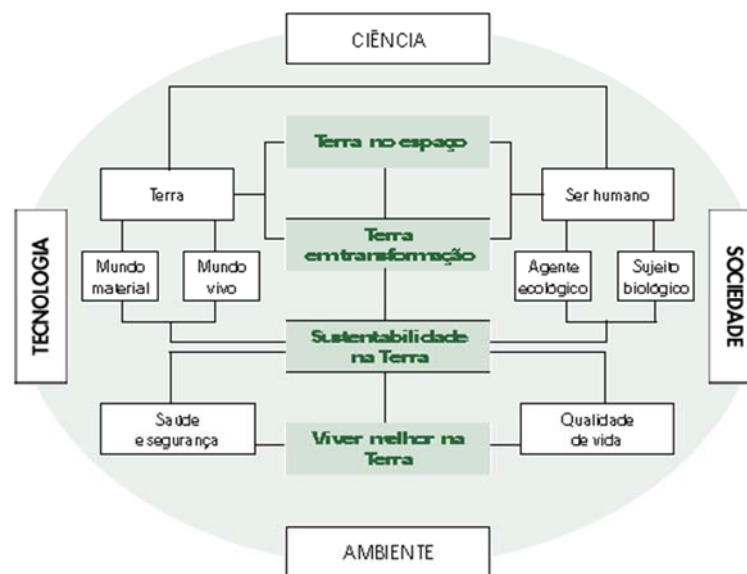 CIÊNCIA
Terra no espaço
Terra
Ser humano
Terra
em transformação
Mundo
material
Mundo
vivo
Agente
ecológico
Sujeito
biológico
TECNOLOGIA
SOCIEDADE
Sustentabilidade
na Terra
Saúde
e segurança
Qualidade
de vida
Viver melhor na
Terra
AMBIENTE